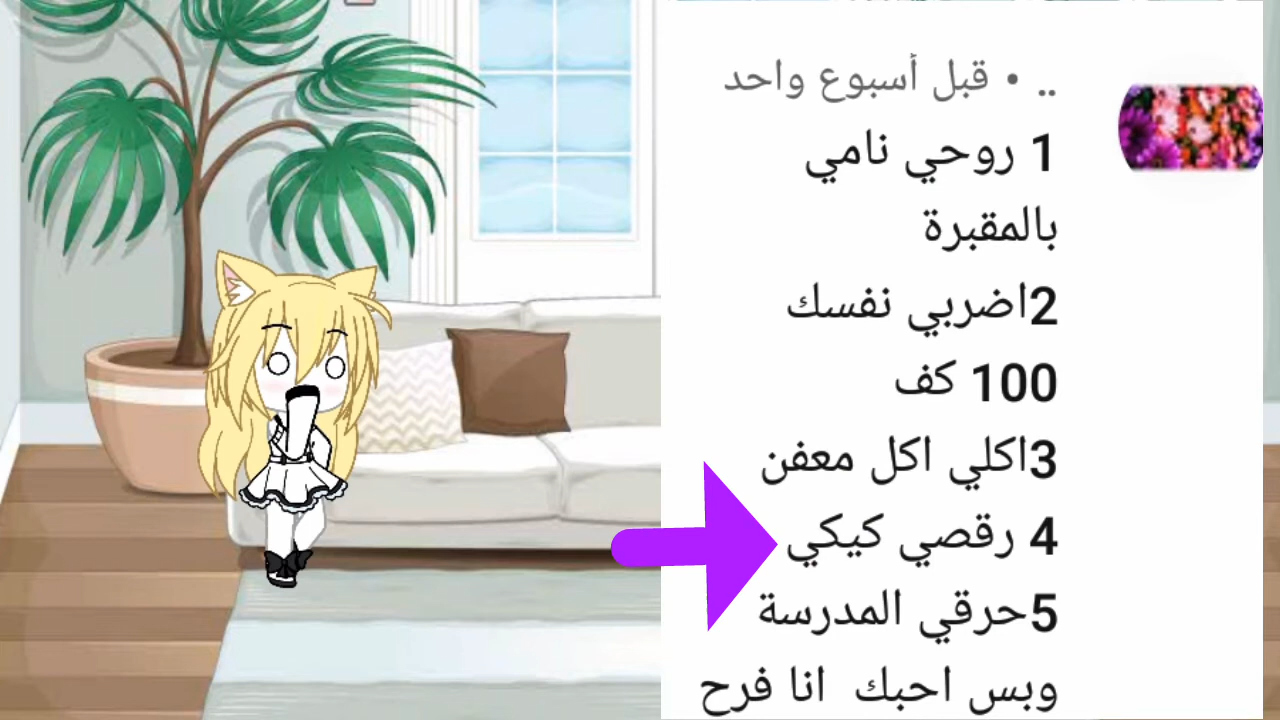 .. • قبل أسبوع واحد
1 روحي نامي
بالمقبرة
2اضربي نفسك
100 كف
3اكلي اكل معفن
4 رقصي كيكي
5حرقي المدرسة
وبس احبك انا فرح